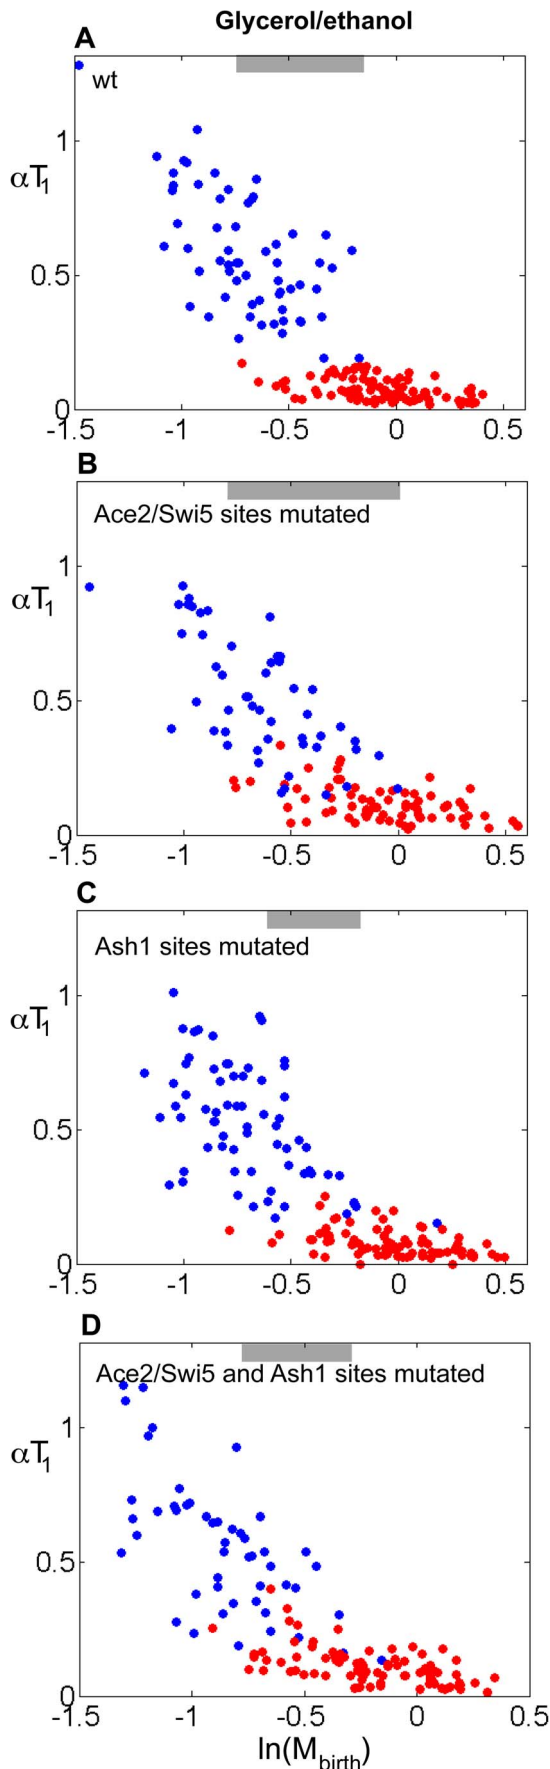 Glycerol/ethanol
A
wt
1
αT₁
0.5
0
-1.5 -1 -0.5 0 0.5
B
Ace2/Swi5 sites mutated
1
αT₁
0.5
0
-1.5 -1 -0.5 0 0.5
C
Ash1 sites mutated
1
αT₁
0.5
0
-1.5 -1 -0.5 0 0.5
D
Ace2/Swi5 and Ash1 sites mutated
1
αT₁
0.5
0
-1.5 -1 -0.5 0 0.5
ln(M_birth)